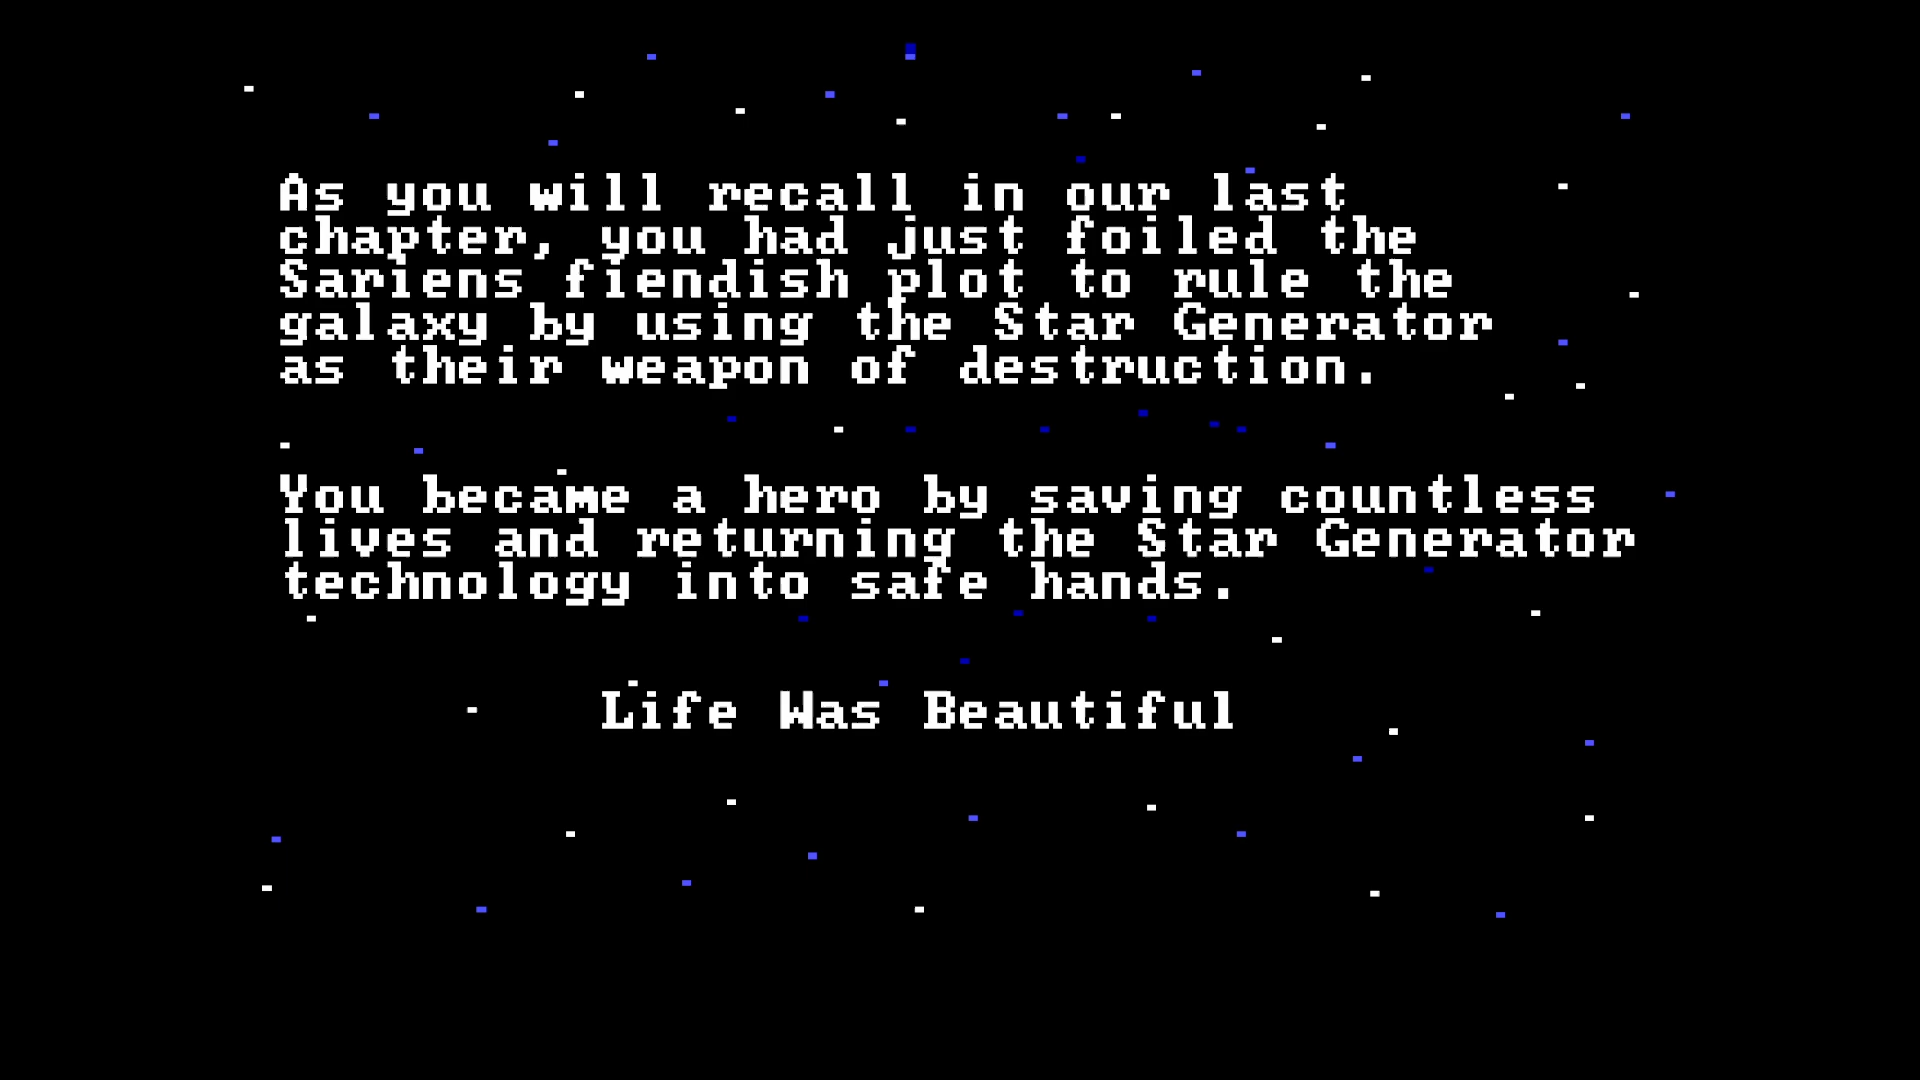 As you will recall in our last
chapter, you had just foiled the
Sariens fiendish plot to rule the
galaxy by using the Star Generator
as their weapon of destruction.
You became a hero by saving countless
lives and returning the Star Generator
technology into safe hands.
Life Was Beautiful